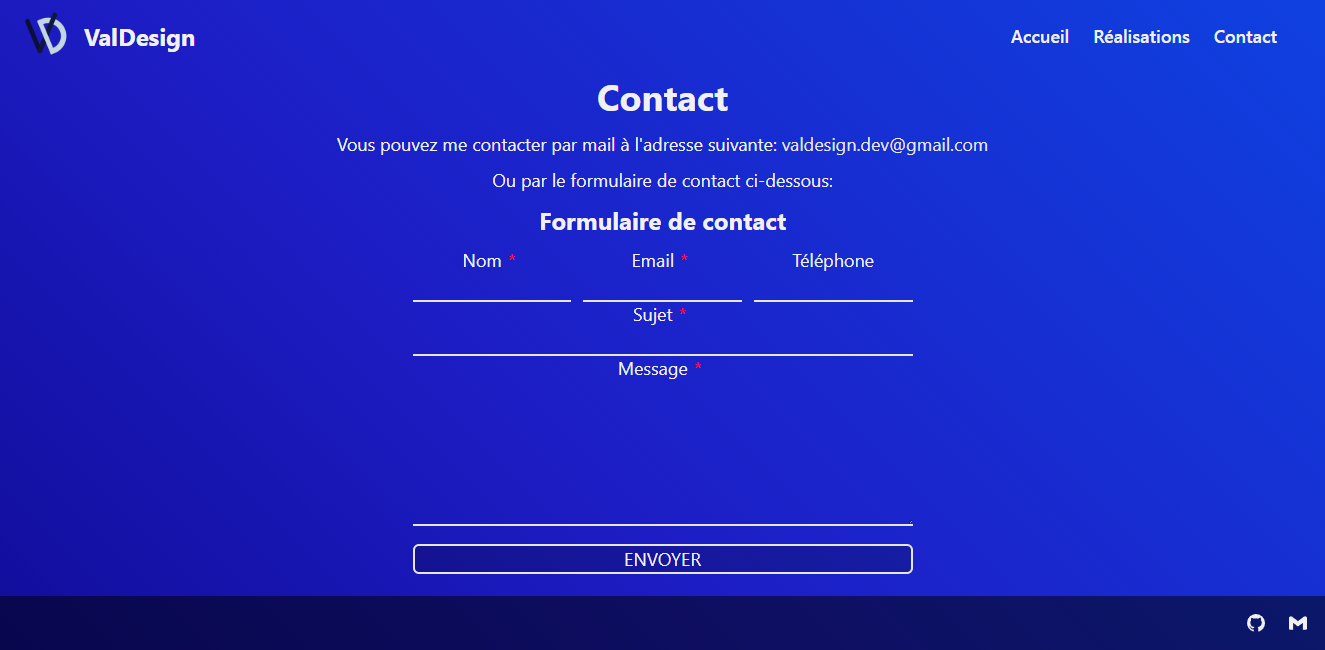 ValDesign Accueil Réalisations Contact
Contact
Vous pouvez me contacter par mail à l'adresse suivante: valdesign.dev@gmail.com
Ou par le formulaire de contact ci-dessous:
Formulaire de contact
Nom * Email * Téléphone
Sujet *
Message *
ENVOYER